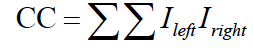 CC = ∑∑ I_left I_right